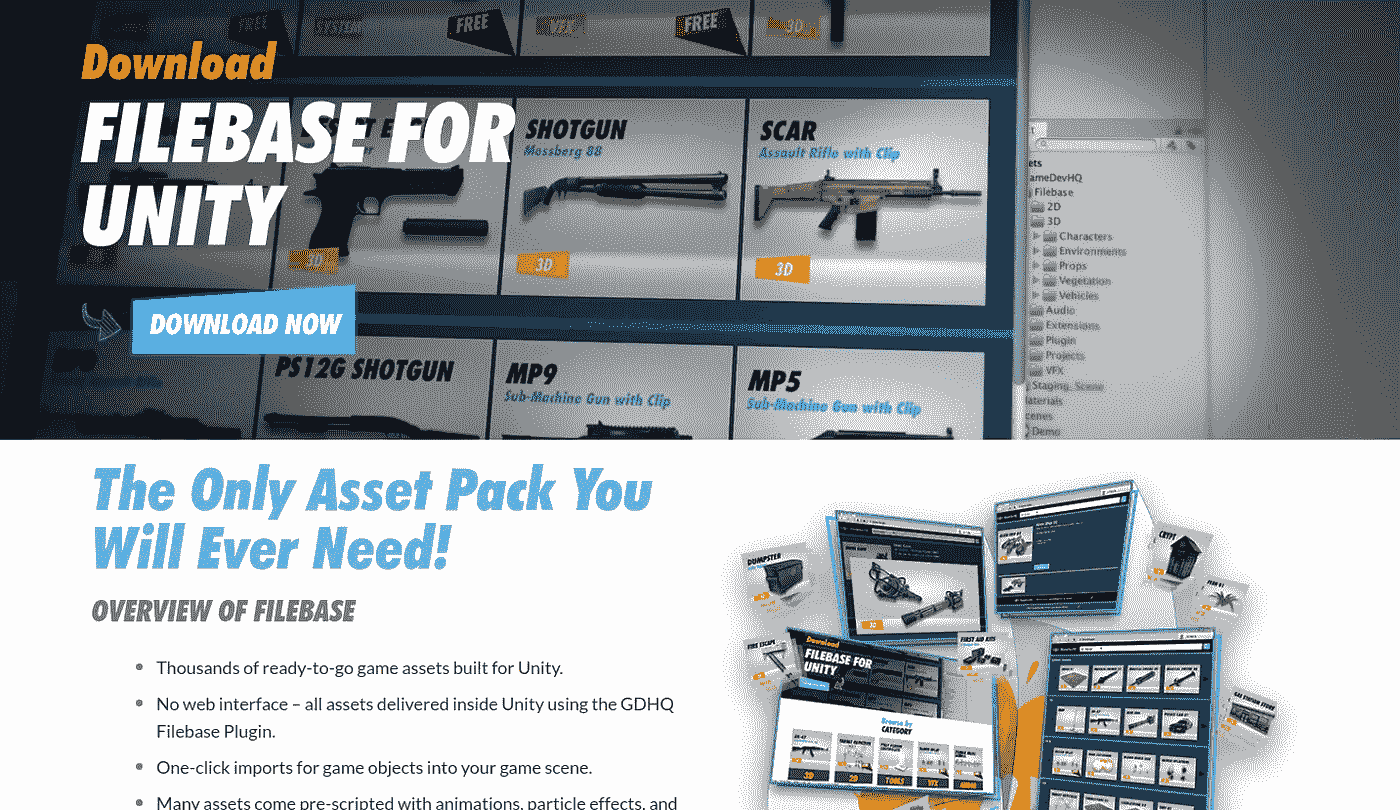 FREE
SYSTEM
FREE
VFX
FREE
3D
Download
FILEBASE FOR
UNITY
SHOTGUN
Mossberg 88
SCAR
Assault Rifle with Clip
3D
3D
3D
DOWNLOAD NOW
PS12G SHOTGUN
MP9
Sub-Machine Gun with Clip
MP5
Sub-Machine Gun with Clip
ets
ameDevHQ
Filebase
2D
3D
Characters
Environments
Props
Vegetation
Vehicles
Audio
Extensions
Plugin
Projects
VFX
Staging_Scene
aterials
cenes
Demo
The Only Asset Pack You
Will Ever Need!
OVERVIEW OF FILEBASE
Thousands of ready-to-go game assets built for Unity.
No web interface – all assets delivered inside Unity using the GDHQ
Filebase Plugin.
One-click imports for game objects into your game scene.
Many assets come pre-scripted with animations, particle effects, and
DUMPSTER
CRYPT
FIRE ESCAPE
FIRST AID KITS
Download
FILEBASE FOR
UNITY
Browse by
CATEGORY
3D
2D
TOOLS
VFX
AUDIO